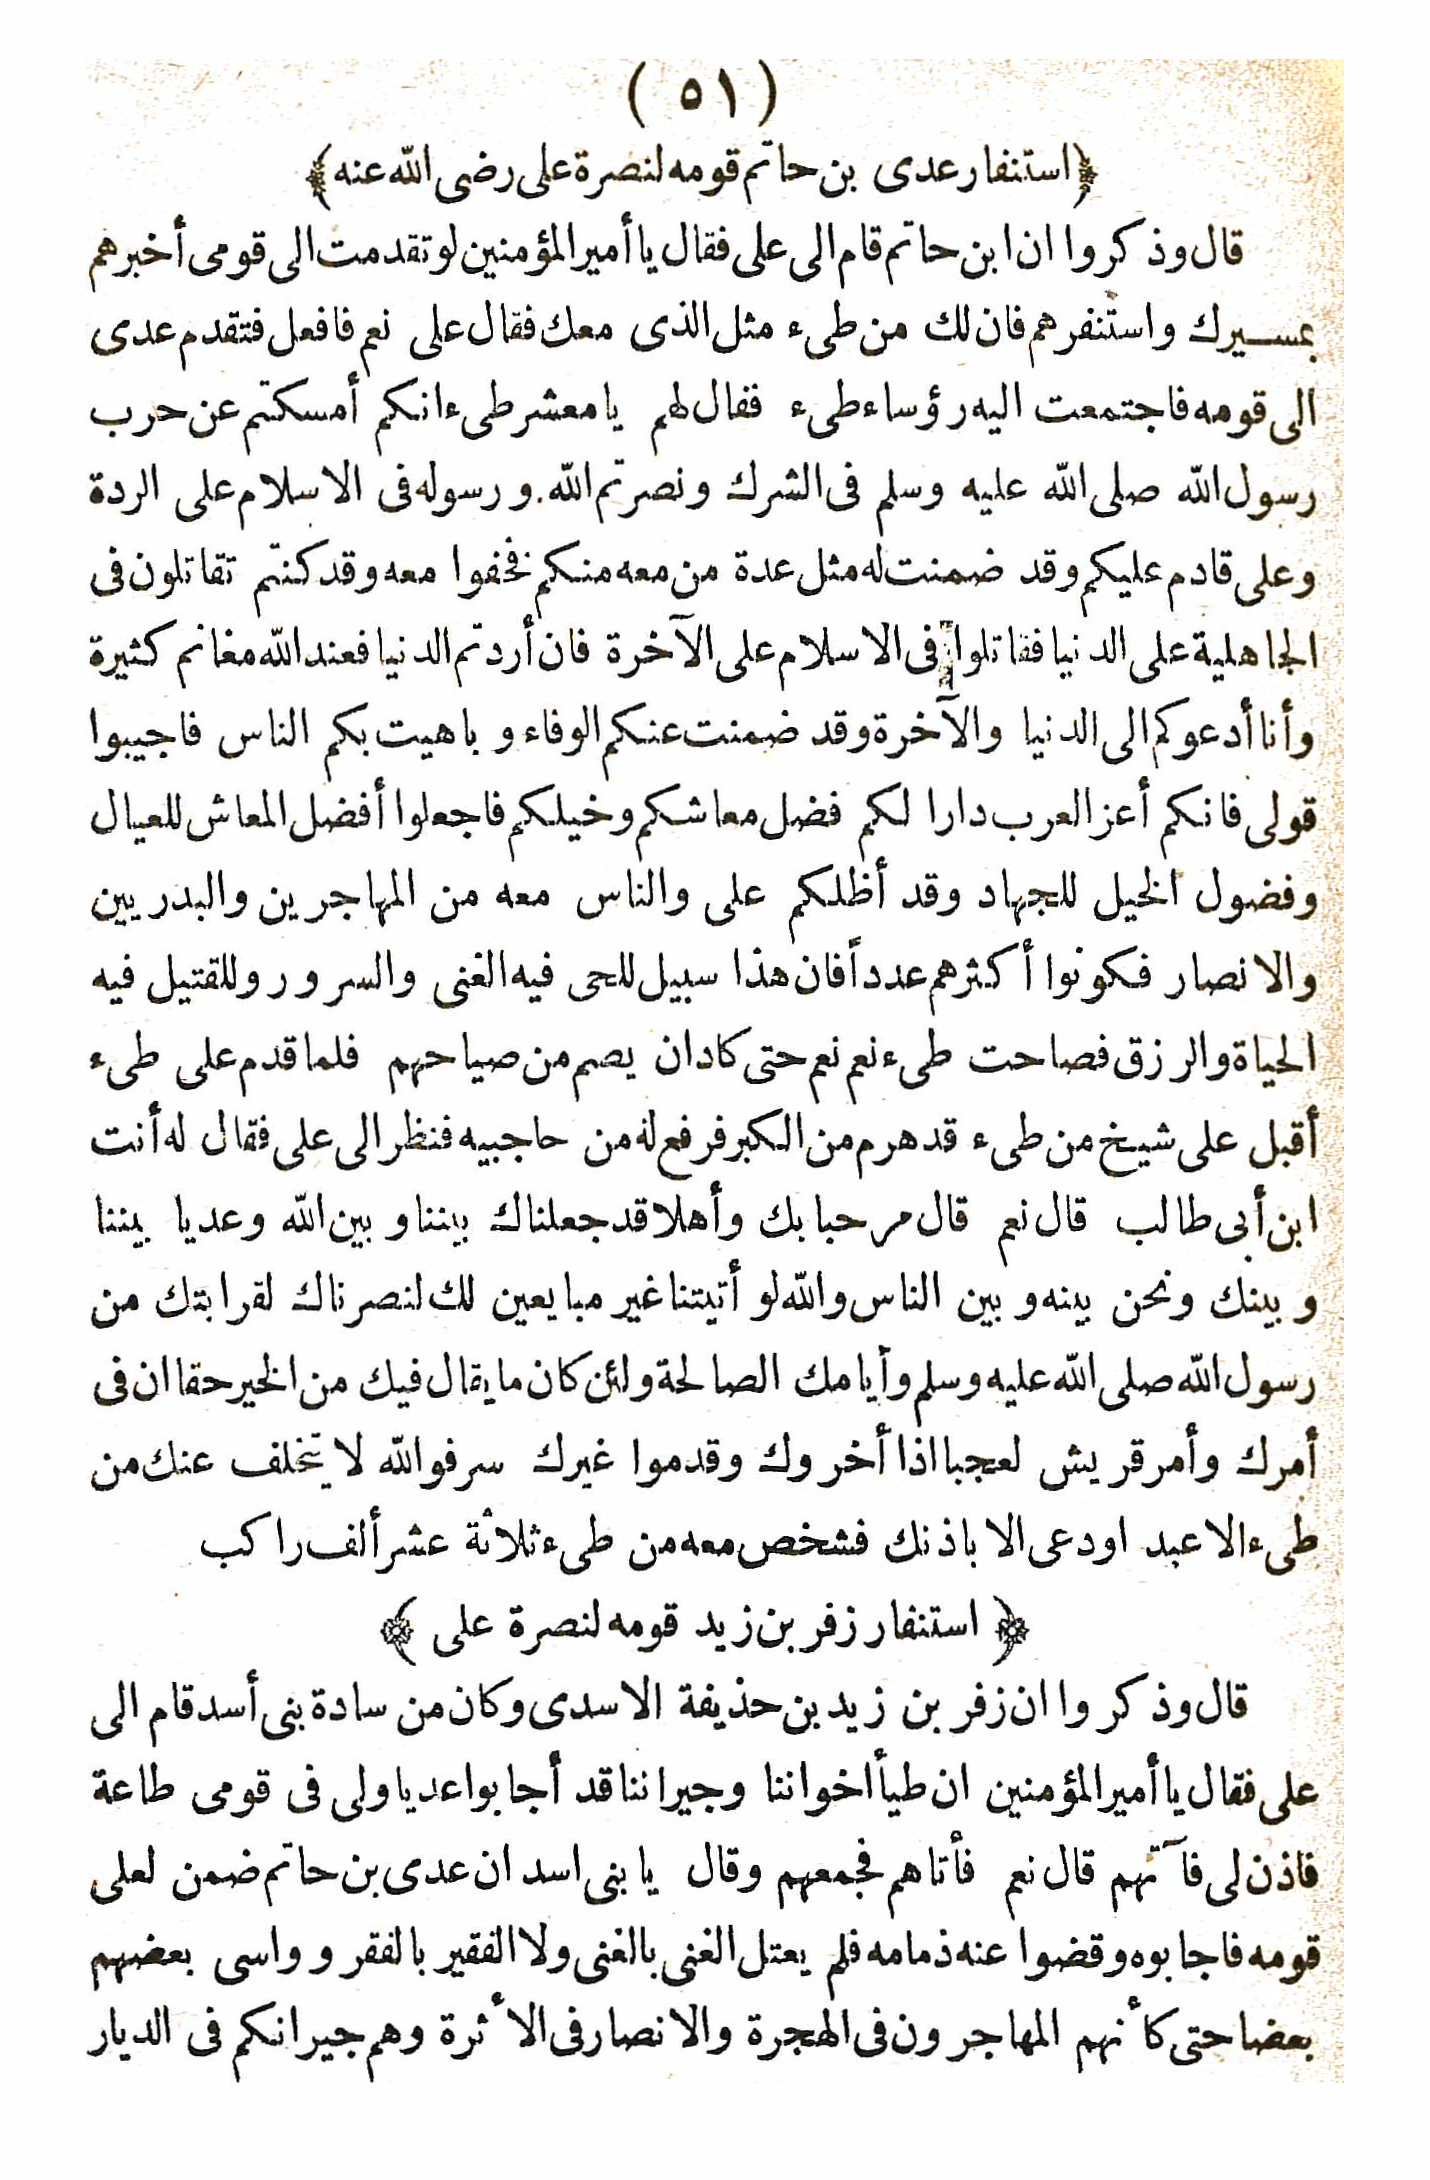 ( ٥١ )
﴿استنفار عدى بن حاتم قومه لنصرة على رضى الله عنه﴾
قال وذكروا ان ابن حاتم قام الى على فقال يا أمير المؤمنين لو تقدمت الى قومى أخبرهم
بمسيرك واستنفرهم فان لك من طىء مثل الذى معك فقال على نعم فافعل فتقدم عدى
الى قومه فاجتمعت اليه رؤساء طىء فقال لهم يا معشر طىء انكم أمسكتم عن حرب
رسول الله صلى الله عليه وسلم فى الشرك ونصرتم الله ورسوله فى الاسلام على الردة
وعلى قادم عليكم وقد ضمنت له مثل عدة من معه منكم فخفوا معه وقد كنتم تقاتلون فى
الجاهلية على الدنيا فقاتلوا فى الاسلام على الآخرة فان أردتم الدنيا فعند الله مغانم كثيرة
وأنا أدعوكم الى الدنيا والآخرة وقد ضمنت عنكم الوفاء وباهيت بكم الناس فاجيبوا
قولى فانكم أعز العرب دارا لكم فضل معاشكم وخيلكم فاجعلوا أفضل المعاش للعيال
وفضول الخيل للجهاد وقد أظلكم على والناس معه من المهاجرين والبدريين
والانصار فكونوا أكثرهم عدداً فان هذا سبيل للحى فيه الغنى والسرور وللقتيل فيه
الحياة والرزق فصاحت طىء نعم نعم حتى كاد ان يصم من صياحهم فلما قدم على طىء
أقبل على شيخ من طىء قد هرم من الكبر فرفع له من حاجبيه فنظر الى على فقال له أنت
ابن أبى طالب قال نعم قال مرحبا بك وأهلا قد جعلناك بيننا وبين الله وعديا بيننا
وبينك ونحن بينه وبين الناس والله لو أتيتنا غير مبايعين لك لنصرناك لقرابتك من
رسول الله صلى الله عليه وسلم وأيامك الصالحة ولئن كان ما يقال فيك من الخير حقا ان فى
أمرك وأمر قريش لعجبا اذا أخروك وقدموا غيرك سر فوالله لا يتخلف عنك من
طىء الا عبد او دعى الا باذنك فشخص معه من طىء ثلاثة عشر ألف راكب
﴿ استنفار زفر بن زيد قومه لنصرة على ﴾
قال وذكروا ان زفر بن زيد بن حذيفة الاسدى وكان من سادة بنى أسد قام الى
على فقال يا أمير المؤمنين ان طيأ اخواننا وجيراننا قد أجابوا عديا ولى فى قومى طاعة
فاذن لى فآتهم قال نعم فأتاهم فجمعهم وقال يا بنى اسد ان عدى بن حاتم ضمن لعلى
قومه فاجابوه وقضوا عنه ذمامه فلم يعتل الغنى بالغنى ولا الفقير بالفقر وواسى بعضهم
بعضا حتى كأنهم المهاجرون فى الهجرة والانصار فى الأثرة وهم جيرانكم فى الديار